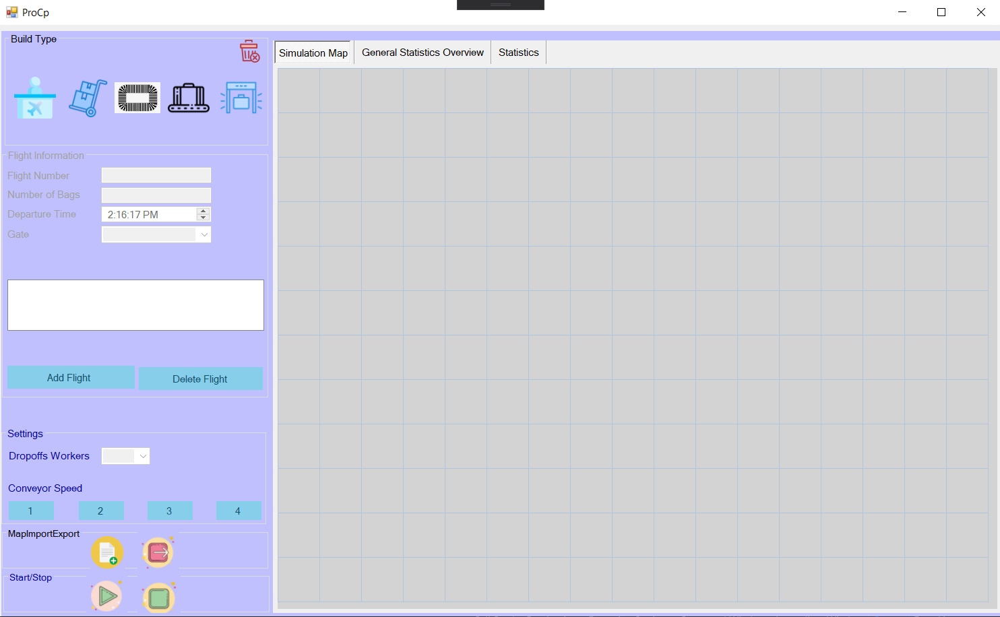 ProCp
Build Type
Simulation Map
General Statistics Overview
Statistics
Flight Information
Flight Number
Number of Bags
Departure Time
2:16:17 PM
Gate
Add Flight
Delete Flight
Settings
Dropoffs Workers
Conveyor Speed
1
2
3
4
MapImportExport
Start/Stop